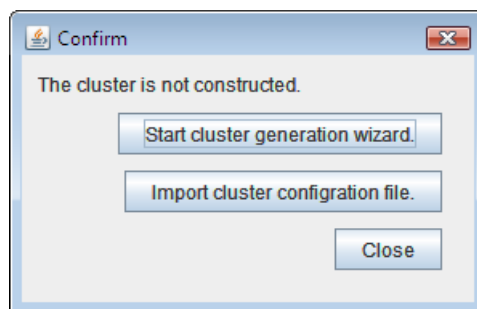 Confirm
The cluster is not constructed.
Start cluster generation wizard.
Import cluster configration file.
Close